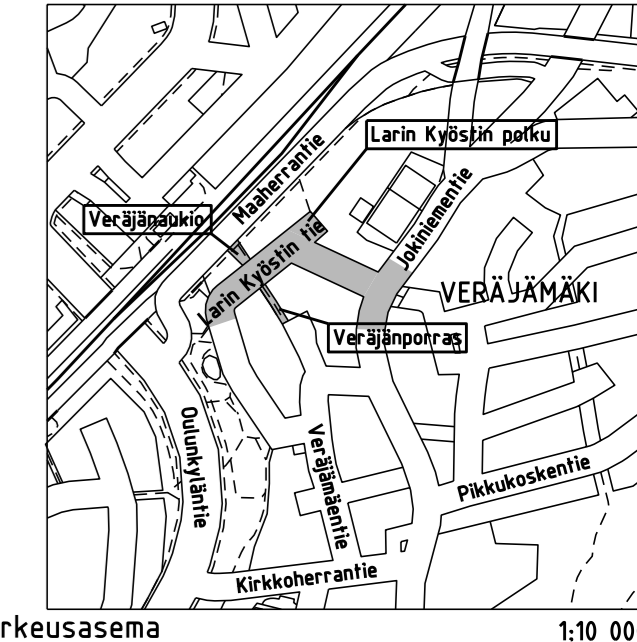 Larin Kyöstin polku
Maaherrantie
Veräjänaukio
Larin Kyöstin tie
Jokiniementie
VERÄJÄMÄKI
Veräjänporras
Oulunkyläntie
Veräjämäentie
Pikkukoskentie
Kirkkoherrantie
rkeusasema
1:10 00